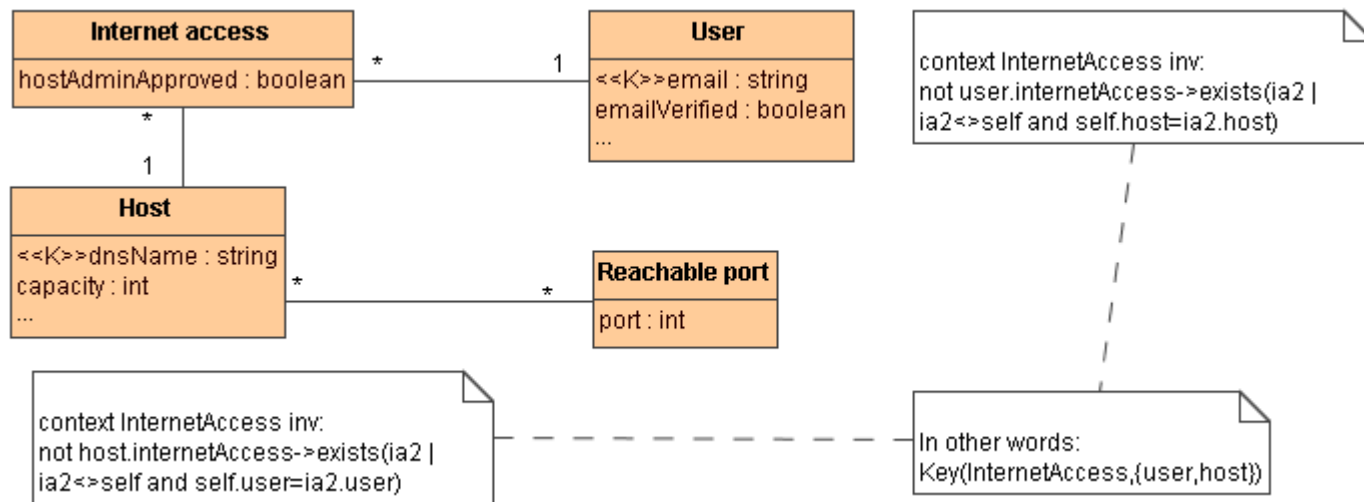 Internet access
hostAdminApproved : boolean
*
1
User
<<K>>email : string
emailVerified : boolean
...
context InternetAccess inv:
not user.internetAccess->exists(ia2 |
ia2<>self and self.host=ia2.host)
*
1
Host
<<K>>dnsName : string
capacity : int
...
*
*
Reachable port
port : int
context InternetAccess inv:
not host.internetAccess->exists(ia2 |
ia2<>self and self.user=ia2.user)
In other words:
Key(InternetAccess,{user,host})